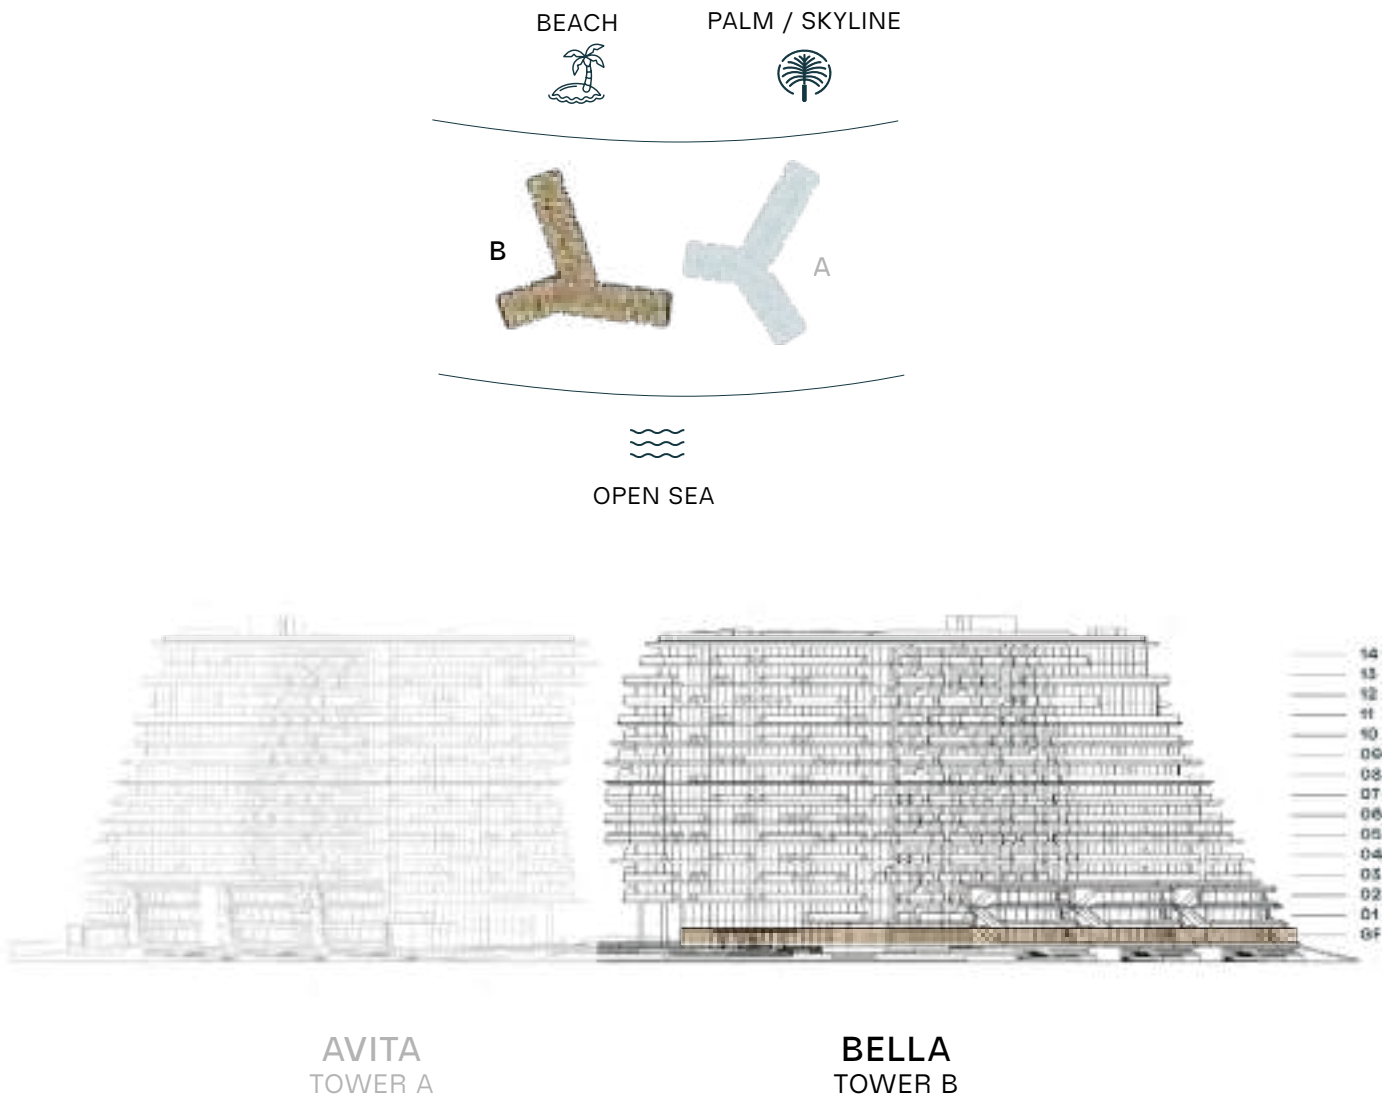 BEACH
PALM / SKYLINE
B
A
OPEN SEA
14
13
12
11
10
09
08
07
06
05
04
03
02
01
GF
AVITA
TOWER A
BELLA
TOWER B